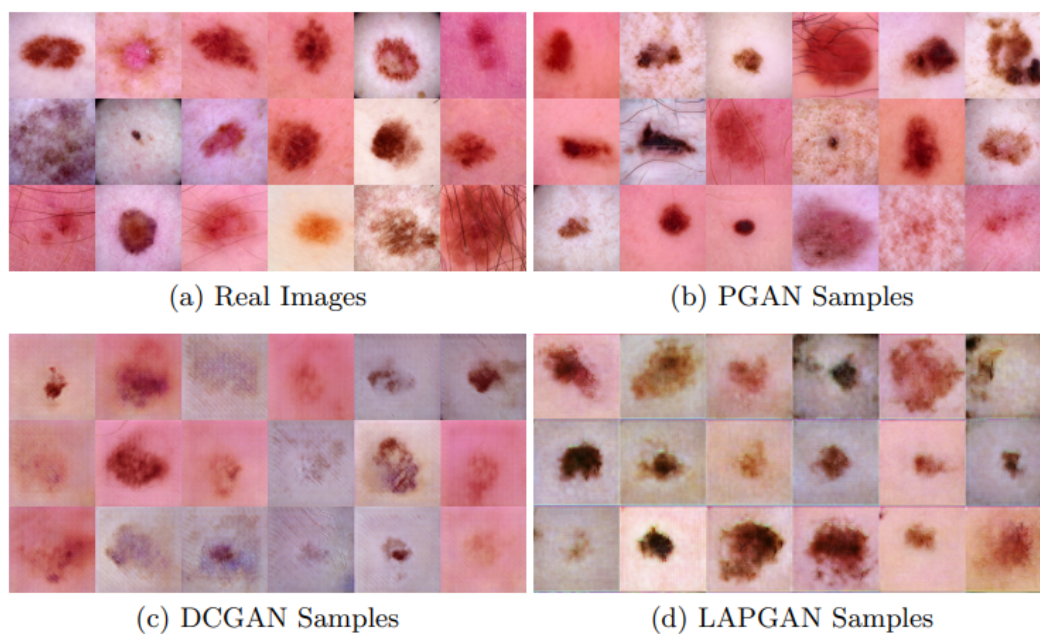 (a) Real Images
(b) PGAN Samples
(c) DCGAN Samples
(d) LAPGAN Samples